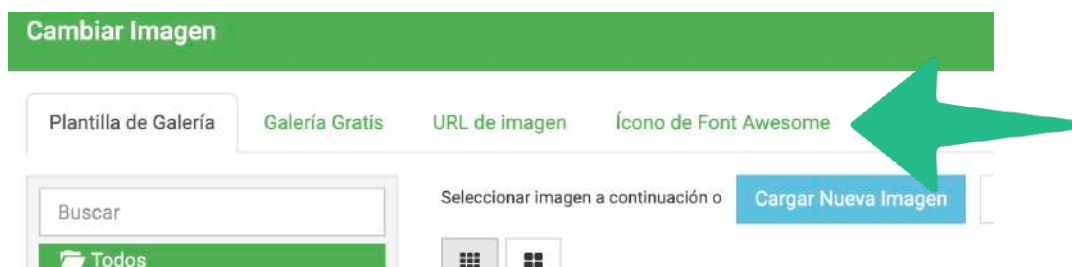 Cambiar Imagen
Plantilla de Galería
Galería Gratis
URL de imagen
Ícono de Font Awesome
Buscar
Seleccionar imagen a continuación o
Cargar Nueva Imagen
Todos